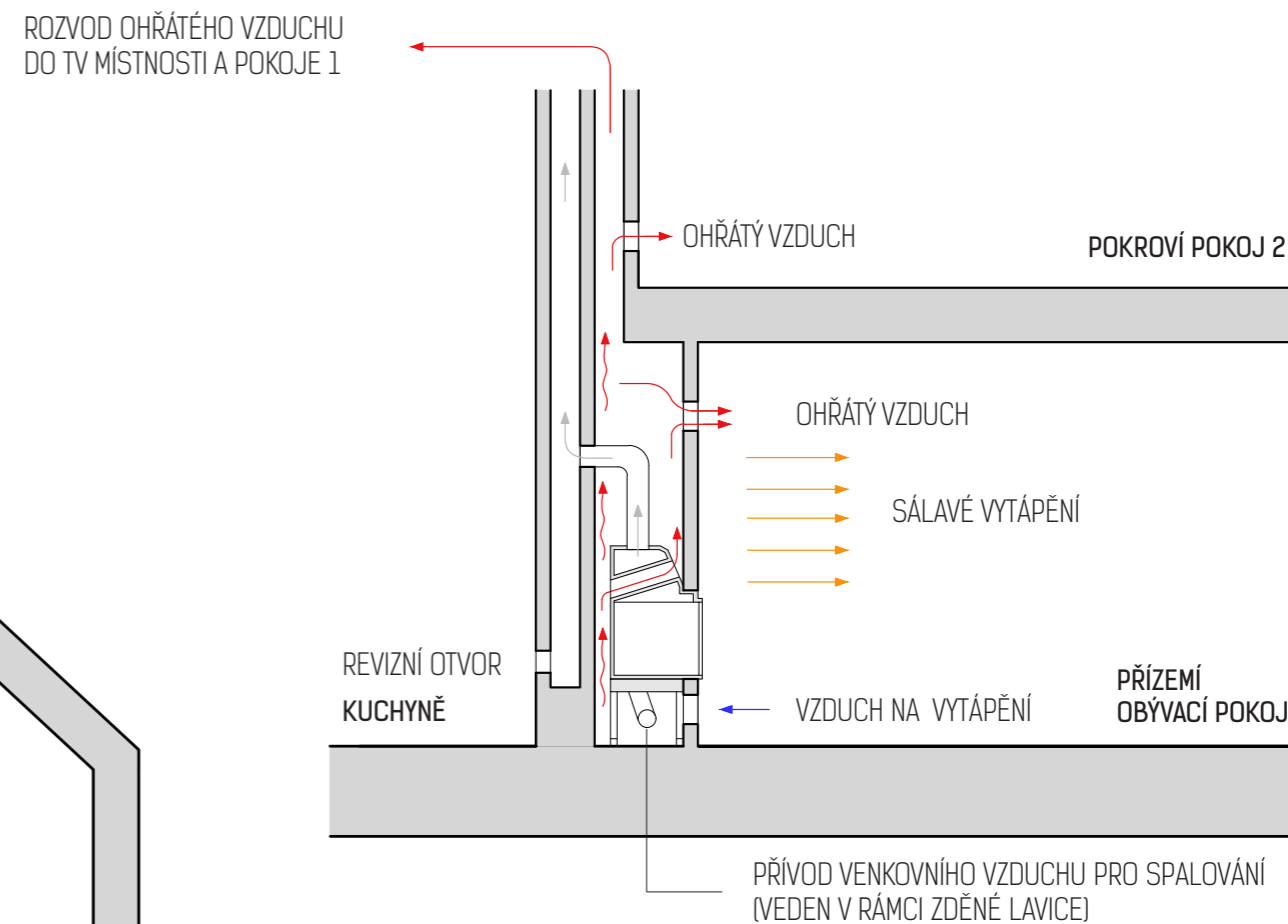 ROZVOD OHŘÁTÉHO VZDUCHU
DO TV MÍSTNOSTI A POKOJE 1
OHŘÁTÝ VZDUCH
POKROVÍ POKOJ 2
OHŘÁTÝ VZDUCH
SÁLAVÉ VYTÁPĚNÍ
REVIZNÍ OTVOR
KUCHYNĚ
VZDUCH NA VYTÁPĚNÍ
PŘÍZEMÍ
OBÝVACÍ POKOJ
PŘÍVOD VENKOVNÍHO VZDUCHU PRO SPALOVÁNÍ
(VEDEN V RÁMCI ZDĚNÉ LAVICE)